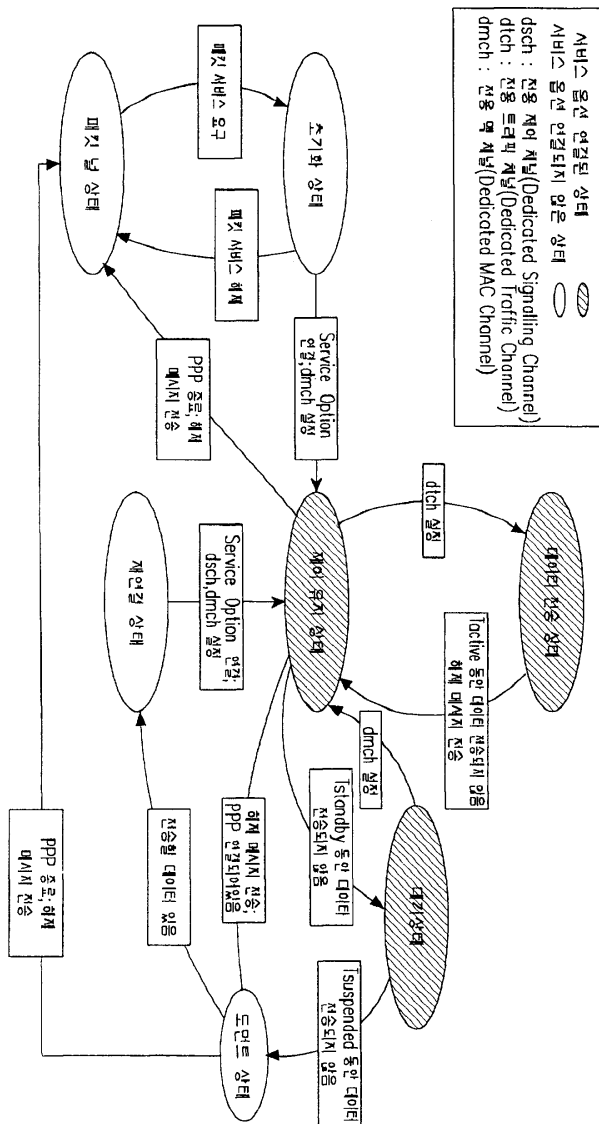 서비스 옵션 연결된 상태
서비스 옵션 연결되지 않은 상태
dsch : 전용 제어 채널(Dedicated Signalling Channel)
dtch : 전용 트래픽 채널(Dedicated Traffic Channel)
dmch : 전용 맥 채널(Dedicated MAC Channel)
패킷 널 상태
패킷 서비스 요구
초기화 상태
패킷 서비스 해제
Service Option
연결;dmch 설정
PPP 종료;해제
메시지 전송
제어 유지 상태
dtch 설정
데이터 전송 상태
Tactive 동안 데이터 전송되지 않음
해제 메시지 전송
dmch 설정
재연결 상태
Service Option 연결;
dsch,dmch 설정
Tstandby 동안 데이터
전송되지 않음
대기상태
해제 메시지 전송;
PPP 연결되어있음
전송할 데이터 있음
Tsuspended 동안 데이터
전송되지 않음
도먼트 상태
PPP 종료;해제
메시지 전송